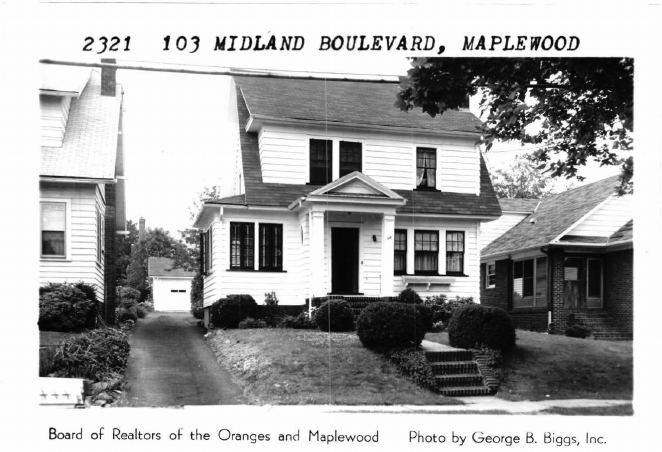 2321 103 MIDLAND BOULEVARD, MAPLEWOOD
Board of Realtors of the Oranges and Maplewood Photo by George B. Biggs, Inc.